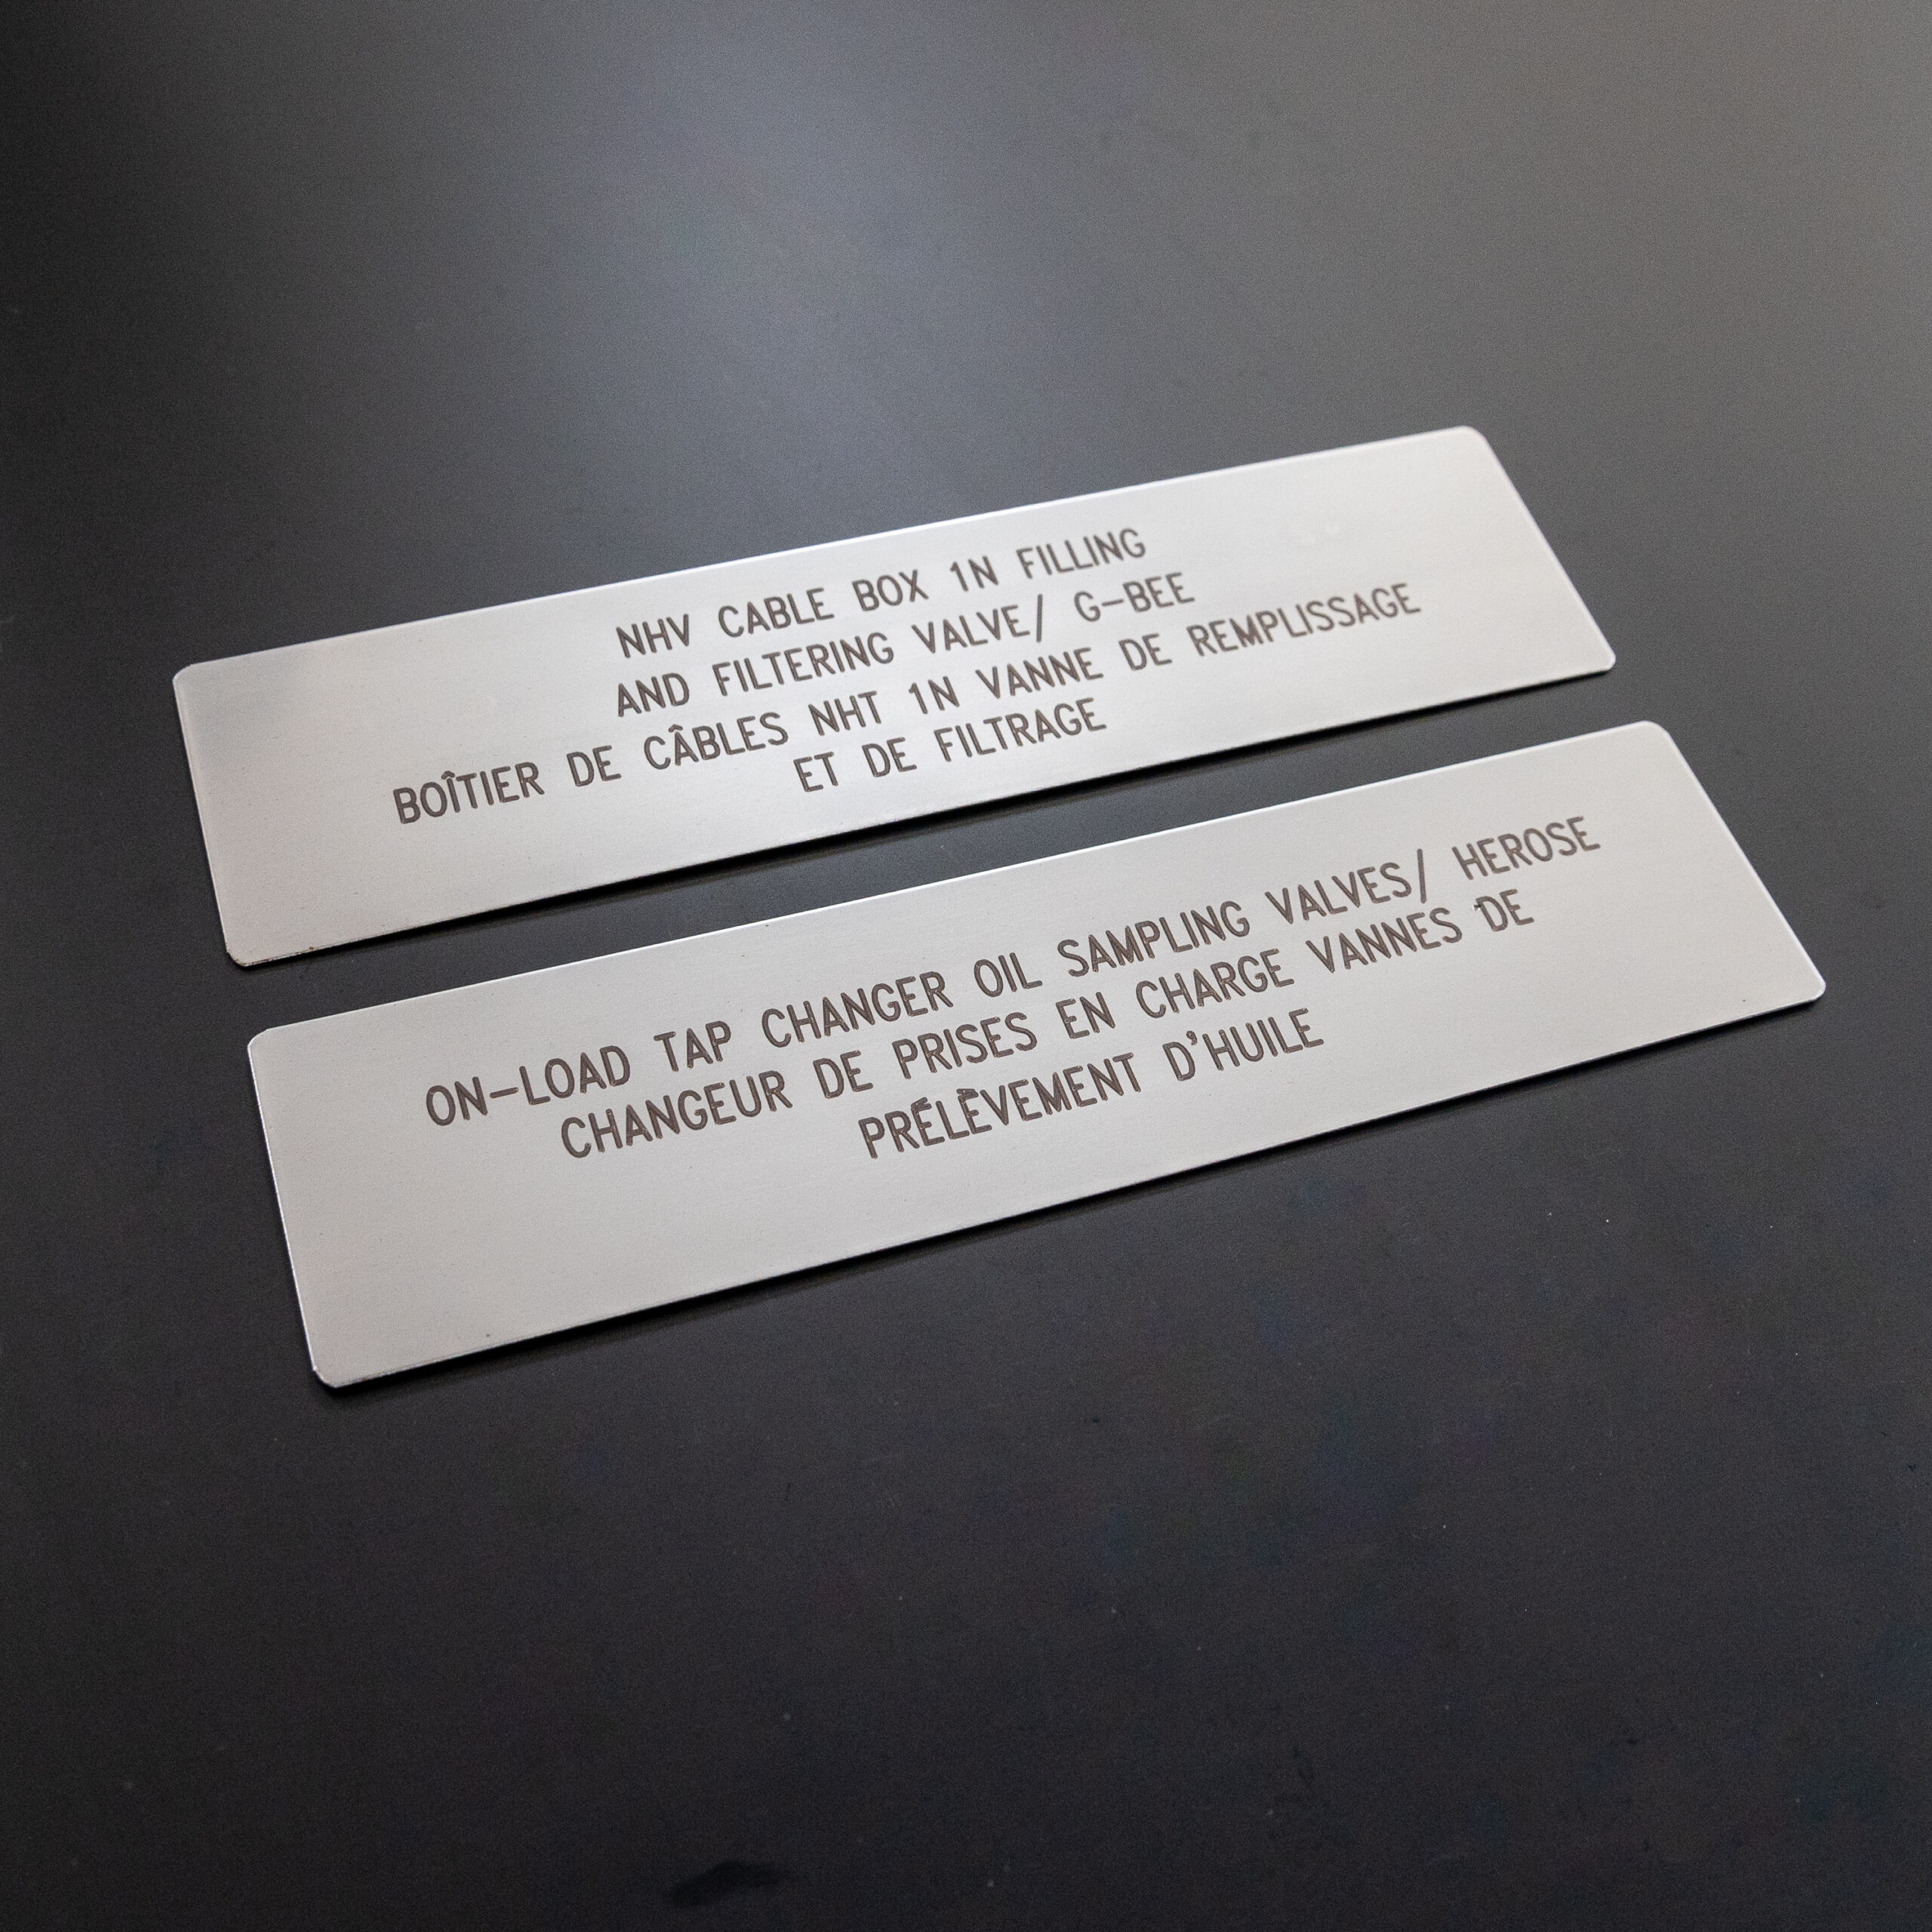 NHV CABLE BOX 1N FILLING
AND FILTERING VALVE/ G-BEE
BOÎTIER DE CÂBLES NHT 1N VANNE DE REMPLISSAGE
ET DE FILTRAGE
ON-LOAD TAP CHANGER OIL SAMPLING VALVES/ HEROSE
CHANGEUR DE PRISES EN CHARGE VANNES DE
PRÉLÈVEMENT D'HUILE